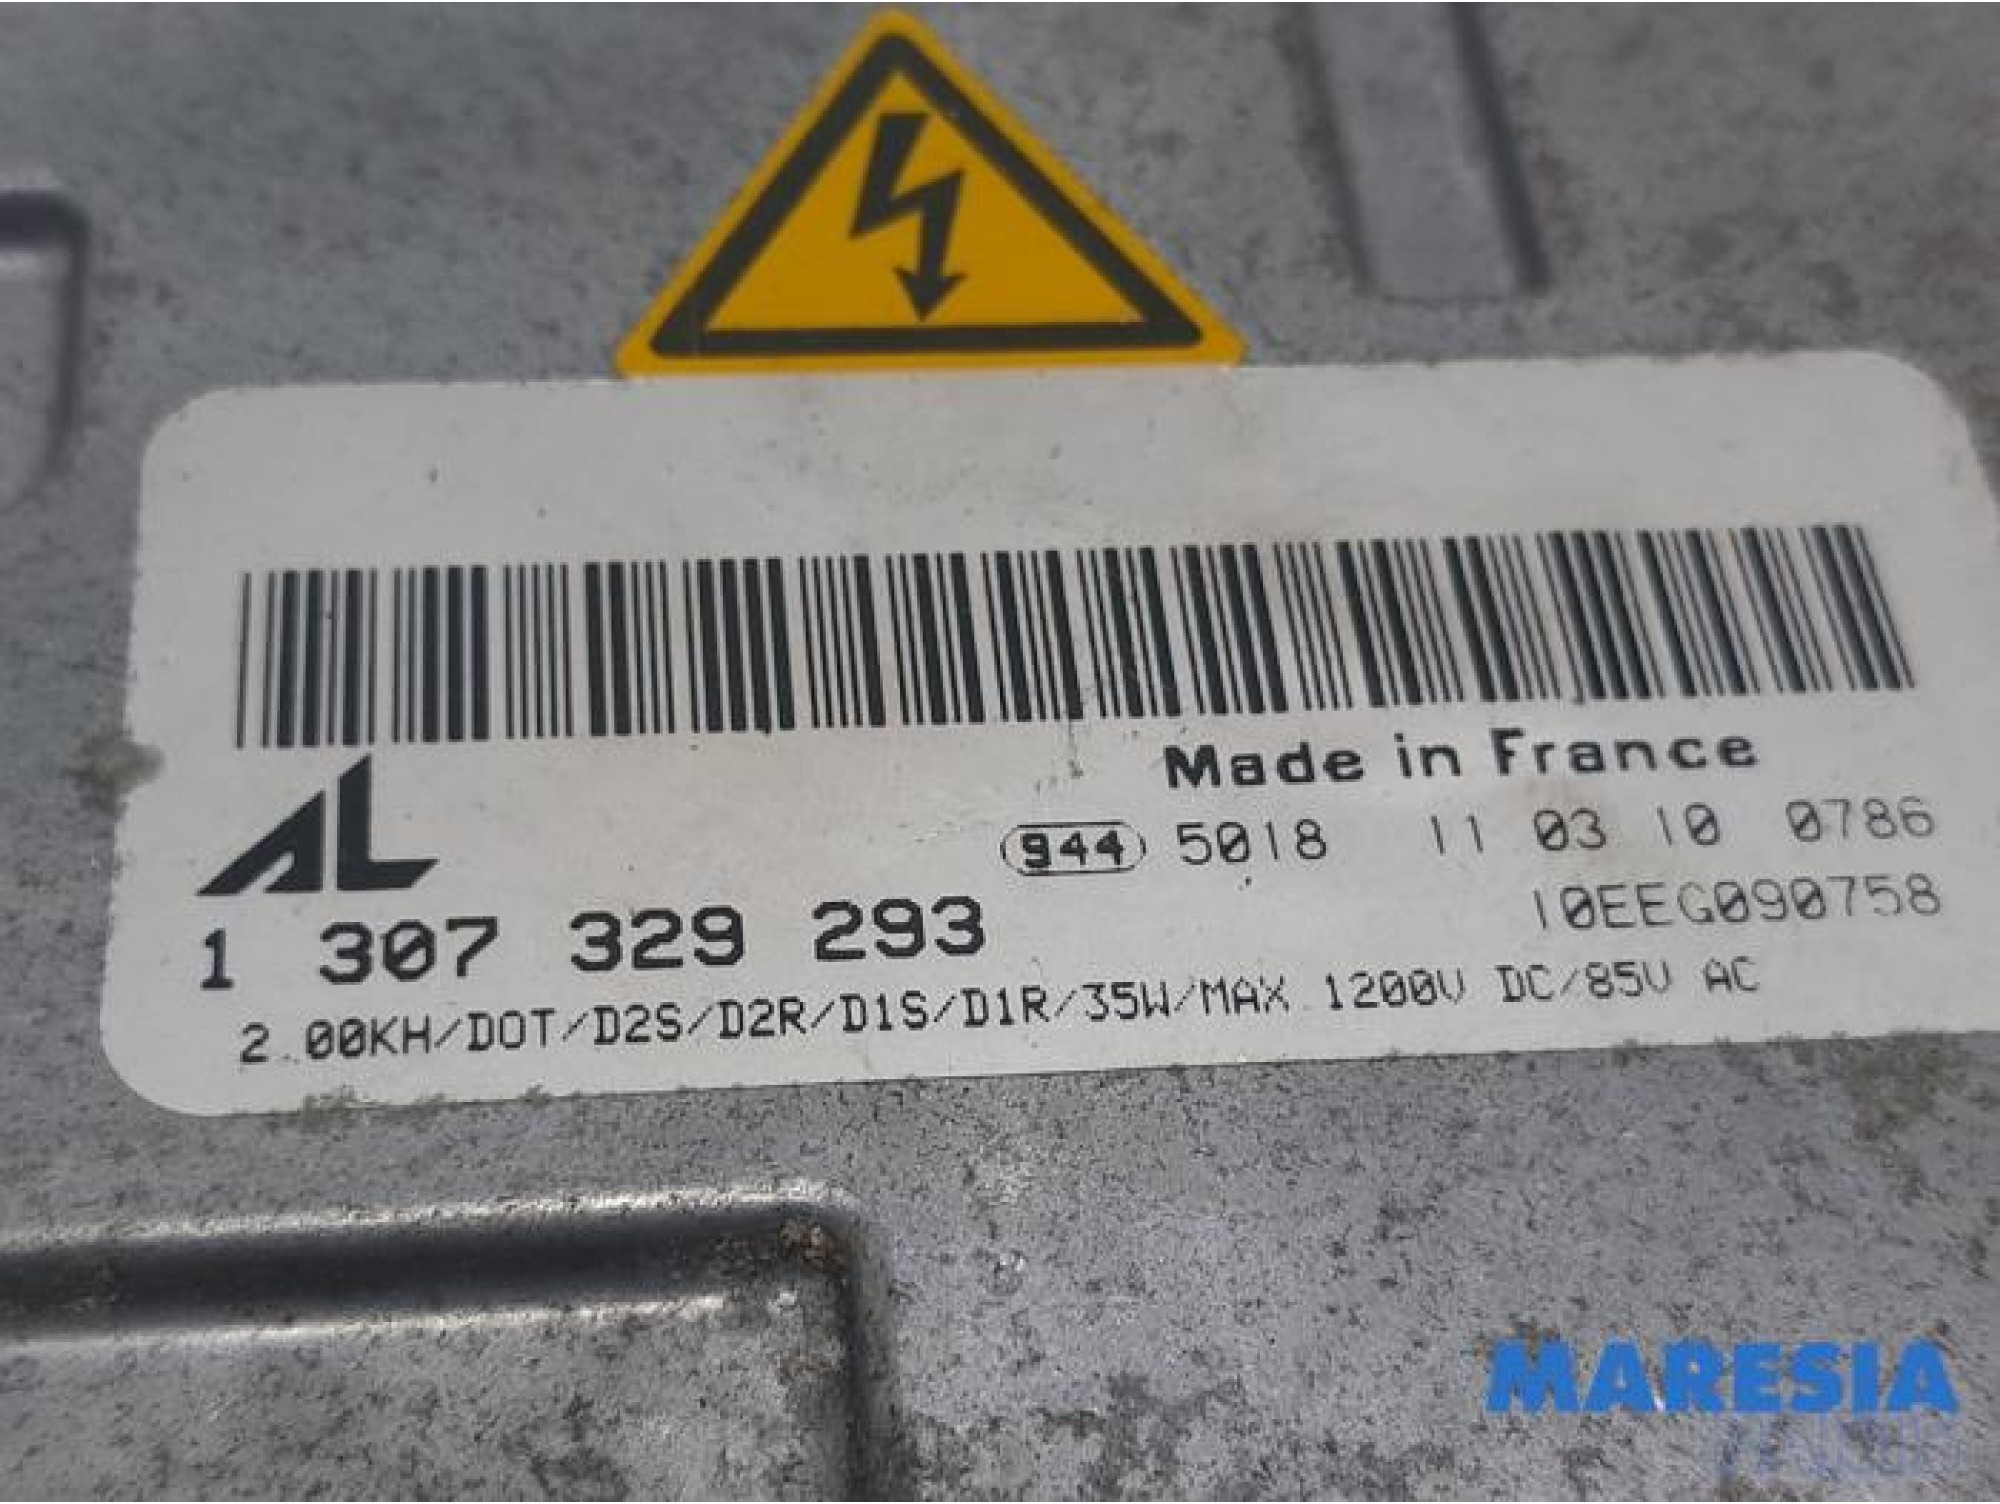 Made in France
AL
944 5018 11 03 10 0786
1 307 329 293
10EEG090758
2.00KH/DOT/D2S/D2R/D1S/D1R/35W/MAX 1200V DC/85V AC
MARESIA